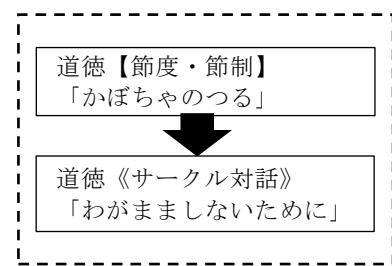 道徳【節度・節制】
「かぼちゃのつる」
道徳《サークル対話》
「わがまましないために」